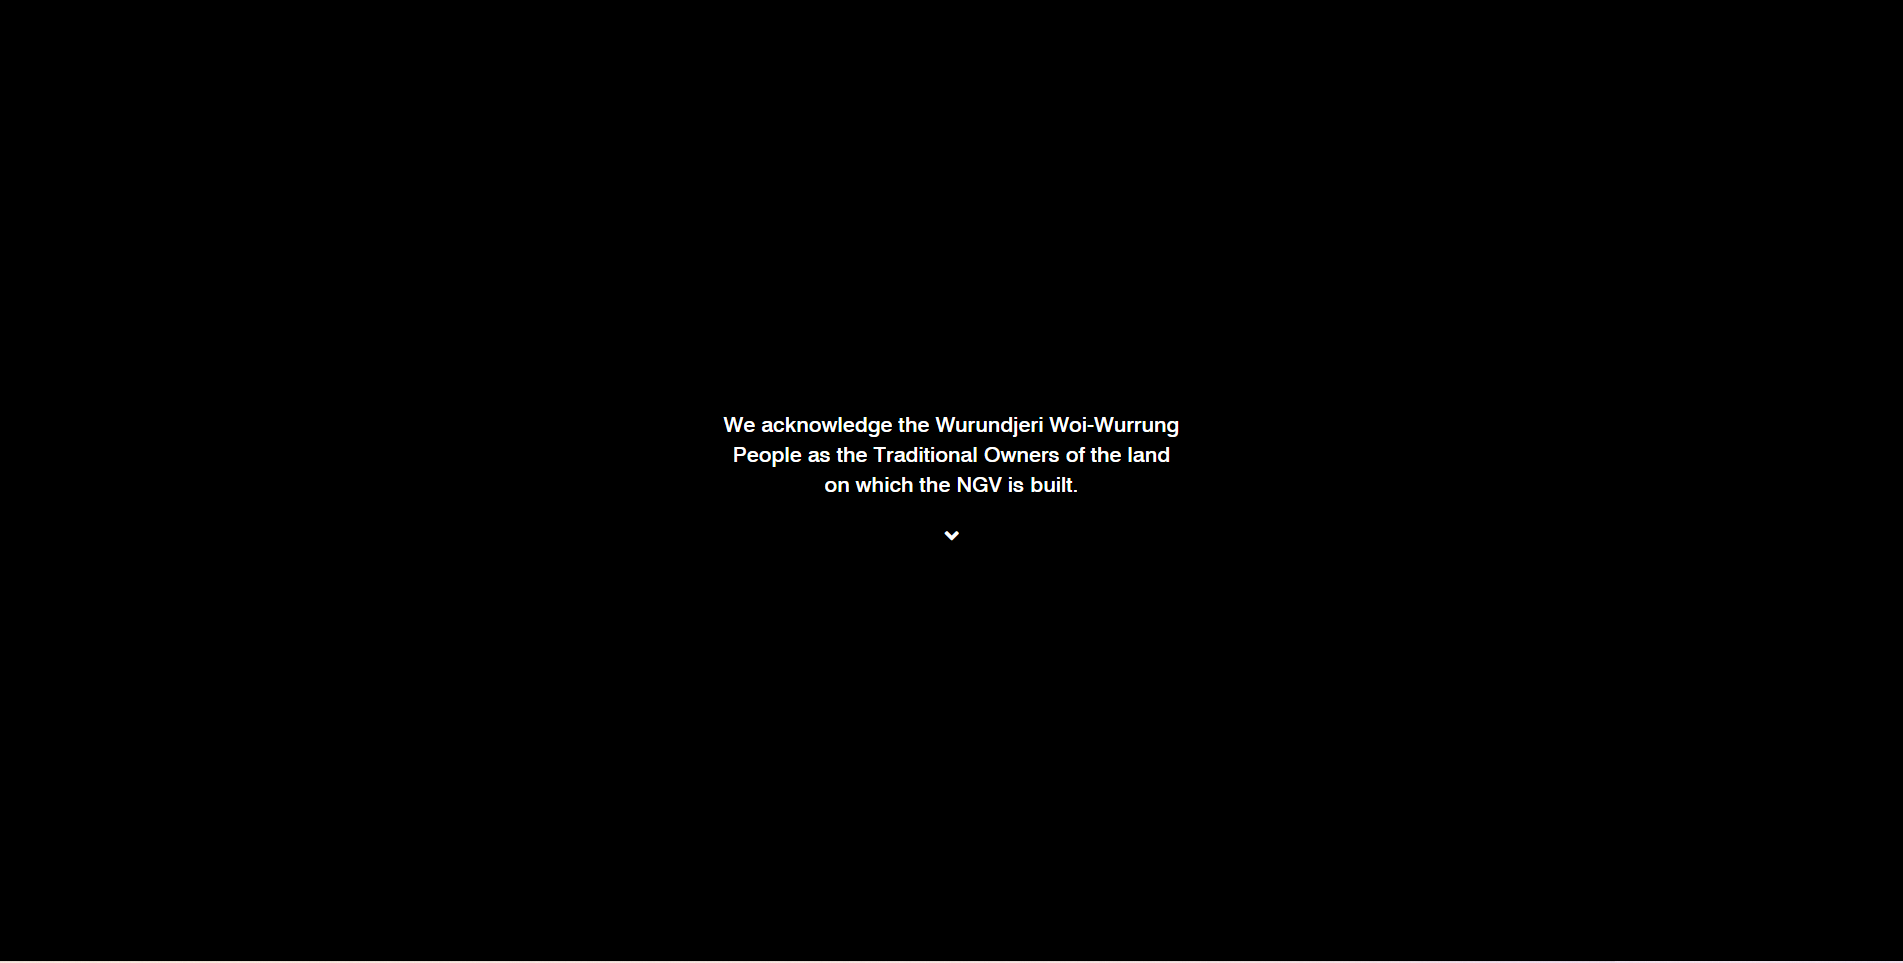 We acknowledge the Wurundjeri Woi-Wurrung
People as the Traditional Owners of the land
on which the NGV is built.